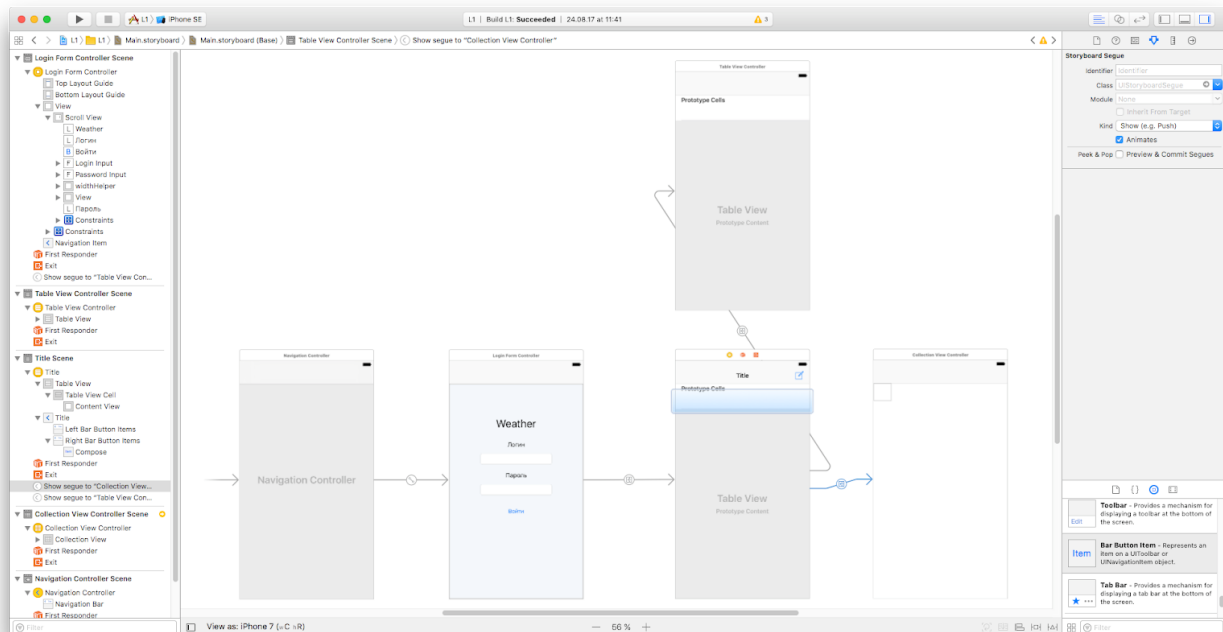 L1 〉 iPhone SE
L1 | Build L1: Succeeded | 24.08.17 at 11:41
3
L1 〉 L1 〉 Main.storyboard 〉 Main.storyboard (Base) 〉 Table View Controller Scene 〉 Show segue to "Collection View Controller"
Login Form Controller Scene
Login Form Controller
Top Layout Guide
Bottom Layout Guide
View
Scroll View
L Weather
L Логин
B Войти
F Login Input
F Password Input
widthHelper
View
L Пароль
Constraints
Constraints
Navigation Item
First Responder
Exit
Show segue to "Table View Con...
Table View Controller Scene
Table View Controller
Table View
First Responder
Exit
Title Scene
Title
Table View
Table View Cell
Content View
Title
Left Bar Button Items
Right Bar Button Items
Compose
First Responder
Exit
Show segue to "Collection View...
Show segue to "Table View Con...
Collection View Controller Scene
Collection View Controller
Collection View
First Responder
Exit
Navigation Controller Scene
Navigation Controller
Navigation Bar
First Responder
Filter
Table View Controller
Prototype Cells
Table View
Prototype Content
Navigation Controller
Navigation Controller
Login Form Controller
Weather
Логин
Пароль
Войти
Title
Prototype Cells
Table View
Prototype Content
Collection View Controller
View as: iPhone 7 (wC hR)
— 56 % +
Storyboard Segue
Identifier Identifier
Class UIStoryboardSegue
Module None
Inherit From Target
Kind Show (e.g. Push)
Animates
Peek & Pop Preview & Commit Segues
{ }
Edit
Toolbar - Provides a mechanism for
displaying a toolbar at the bottom of
the screen.
Item
Bar Button Item - Represents an
item on a UIToolbar or
UINavigationItem object.
Tab Bar - Provides a mechanism for
displaying a tab bar at the bottom of
the screen.
Filter